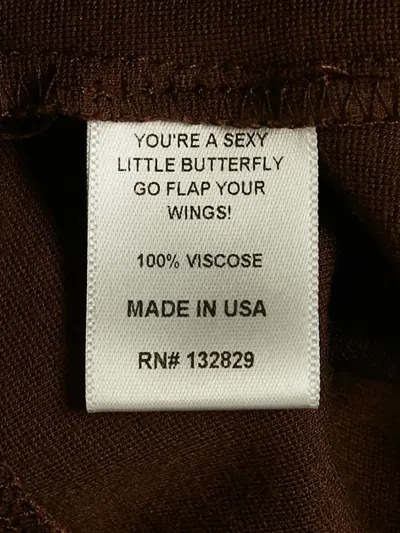 YOU'RE A SEXY
LITTLE BUTTERFLY
GO FLAP YOUR
WINGS!
100% VISCOSE
MADE IN USA
RN# 132829